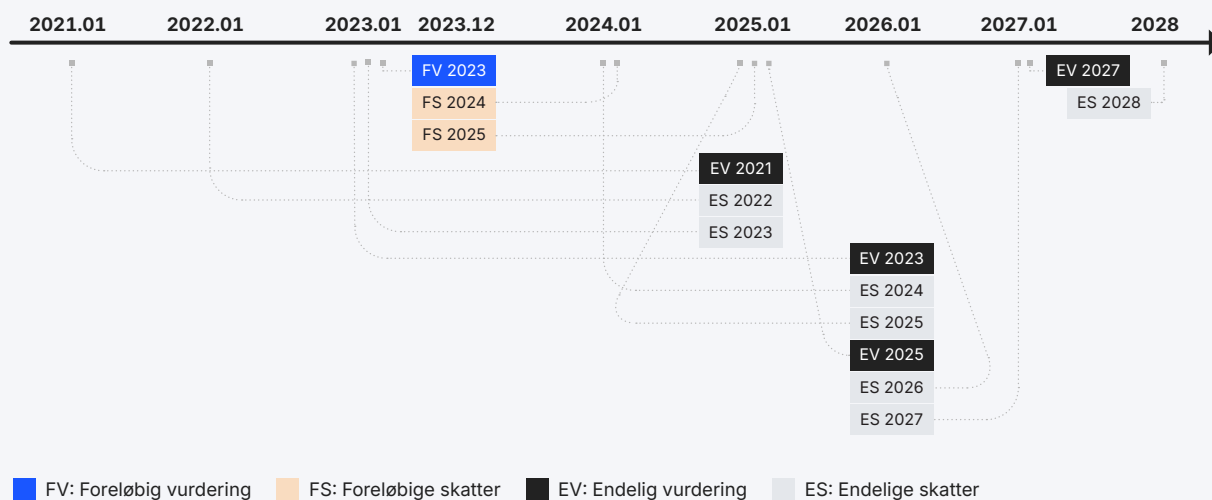 2021.01 2022.01 2023.01 2023.12 2024.01 2025.01 2026.01 2027.01 2028
FV 2023 EV 2027
FS 2024 ES 2028
FS 2025
EV 2021
ES 2022
ES 2023
EV 2023
ES 2024
ES 2025
EV 2025
ES 2026
ES 2027
FV: Foreløbig vurdering FS: Foreløbige skatter EV: Endelig vurdering ES: Endelige skatter